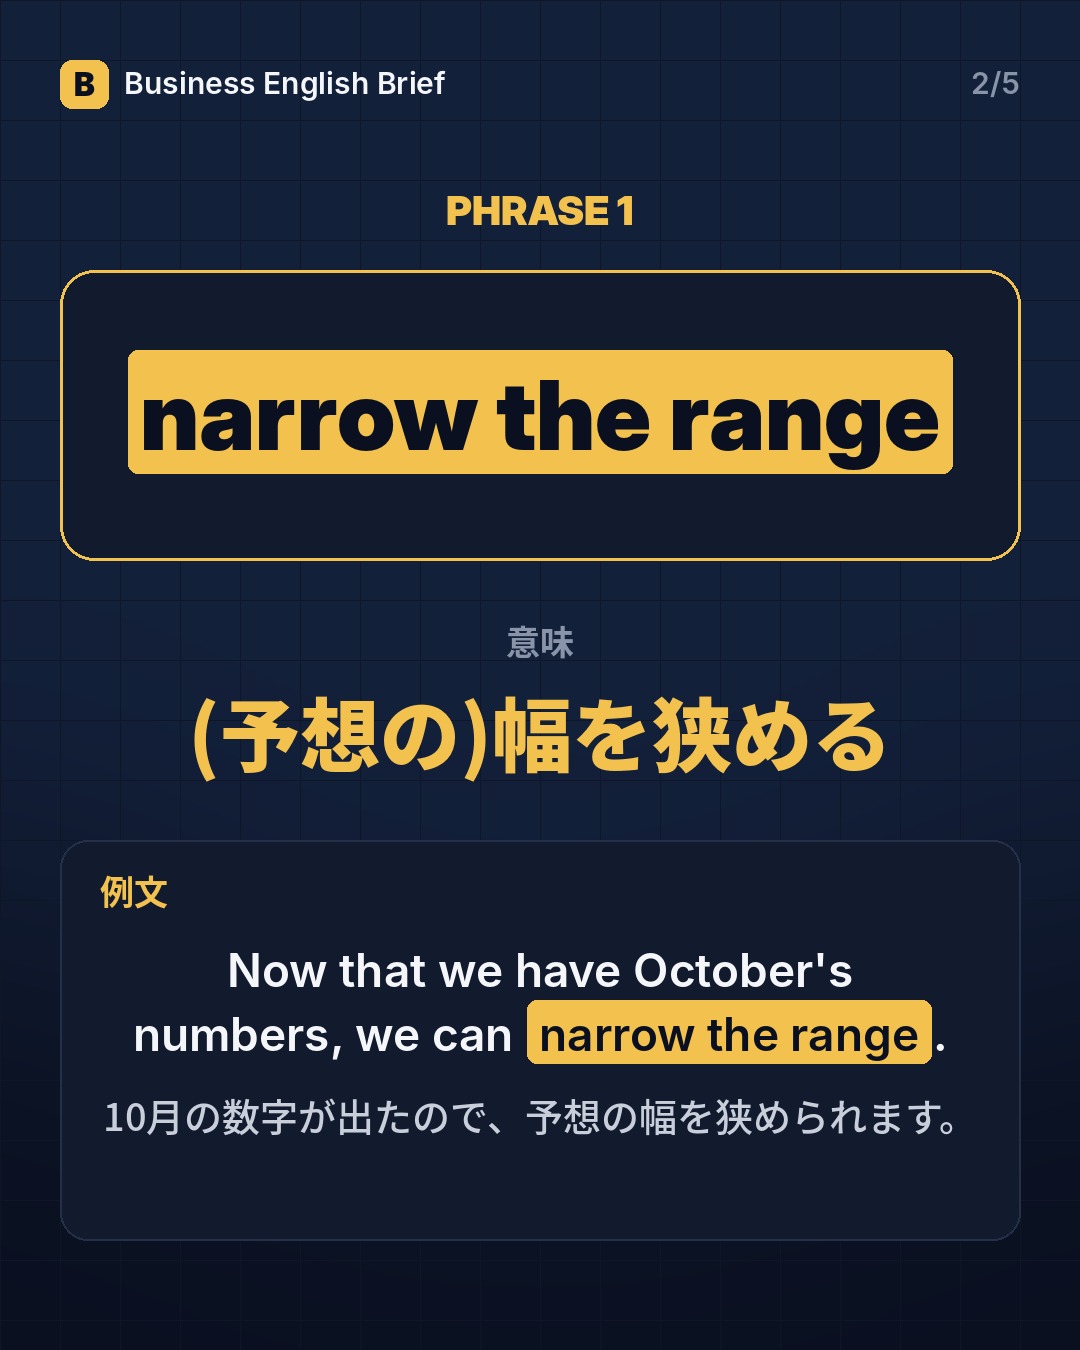 B Business English Brief
2/5
PHRASE 1
narrow the range
意味
(予想の)幅を狭める
例文
Now that we have October's
numbers, we can narrow the range.
10月の数字が出たので、予想の幅を狭められます。